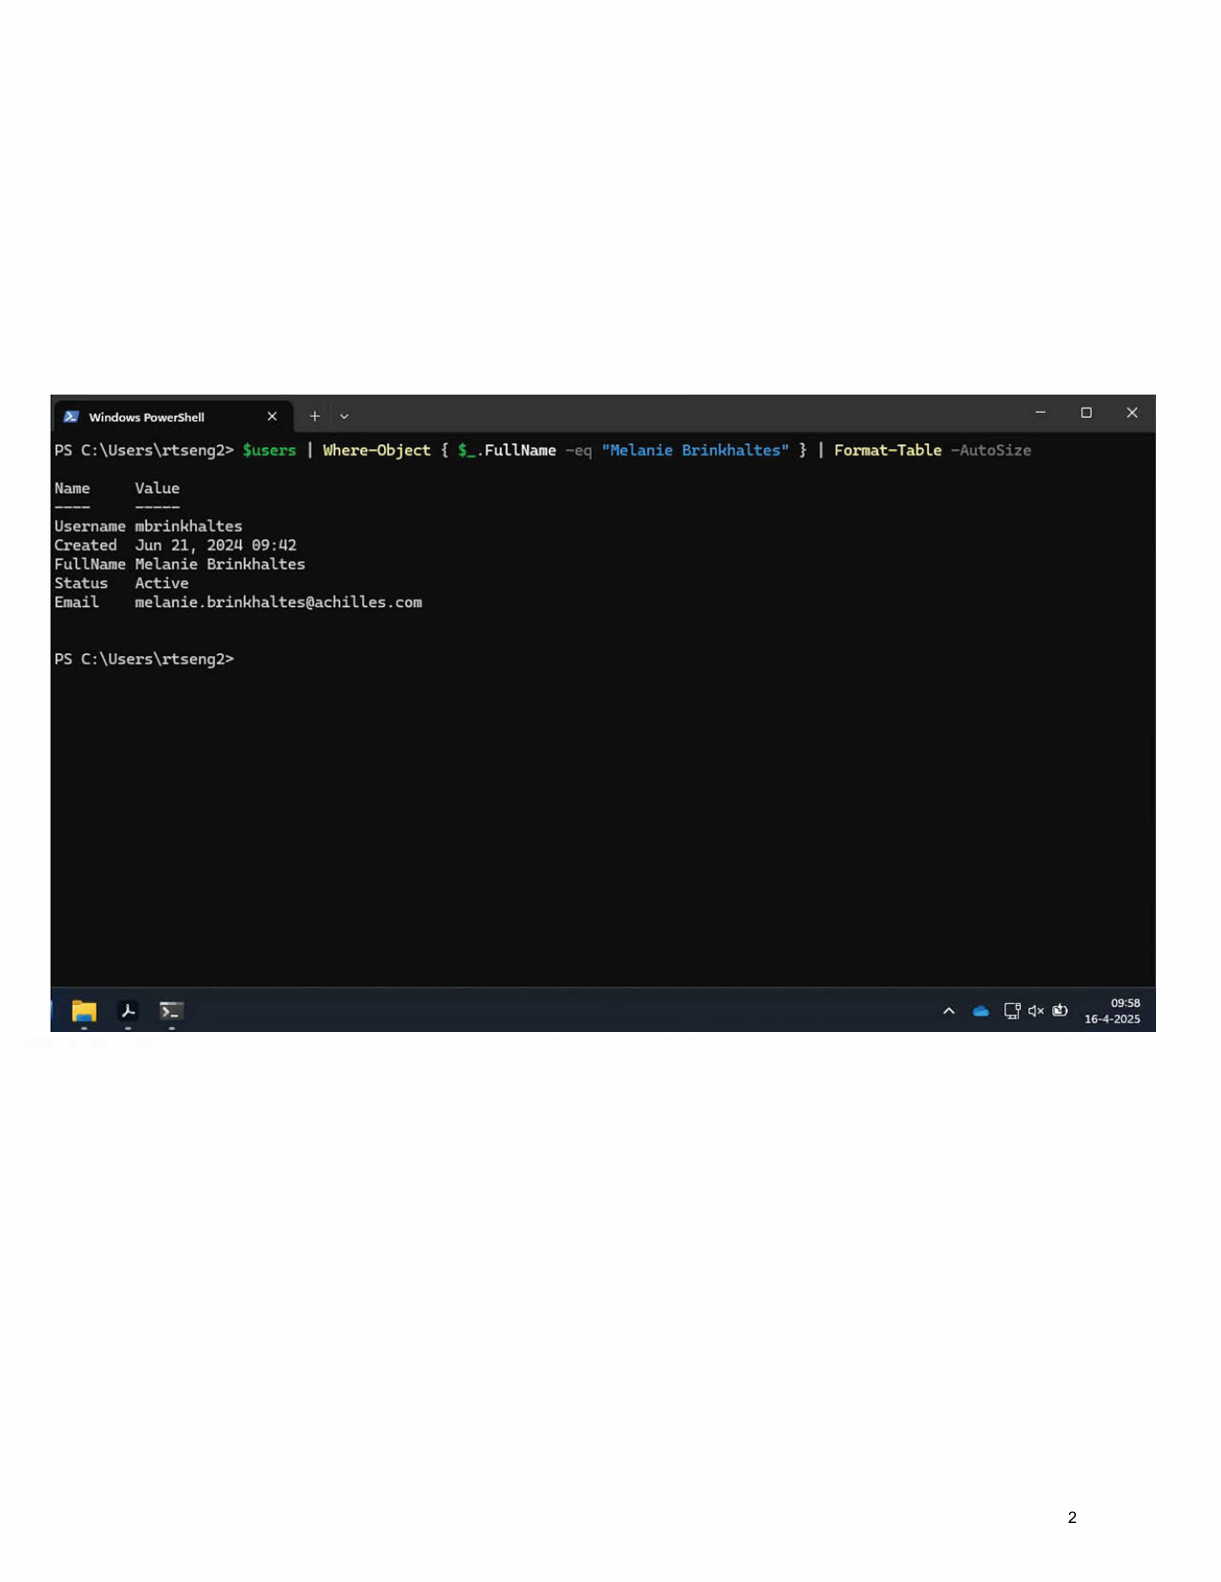 Windows PowerShell
PS C:\Users\rtseng2> $users | Where-Object { $_.FullName -eq "Melanie Brinkhaltes" } | Format-Table -AutoSize
Name     Value
----     -----
Username mbrinkhaltes
Created  Jun 21, 2024 09:42
FullName Melanie Brinkhaltes
Status   Active
Email    melanie.brinkhaltes@achilles.com
PS C:\Users\rtseng2>
09:58
16-4-2025
2